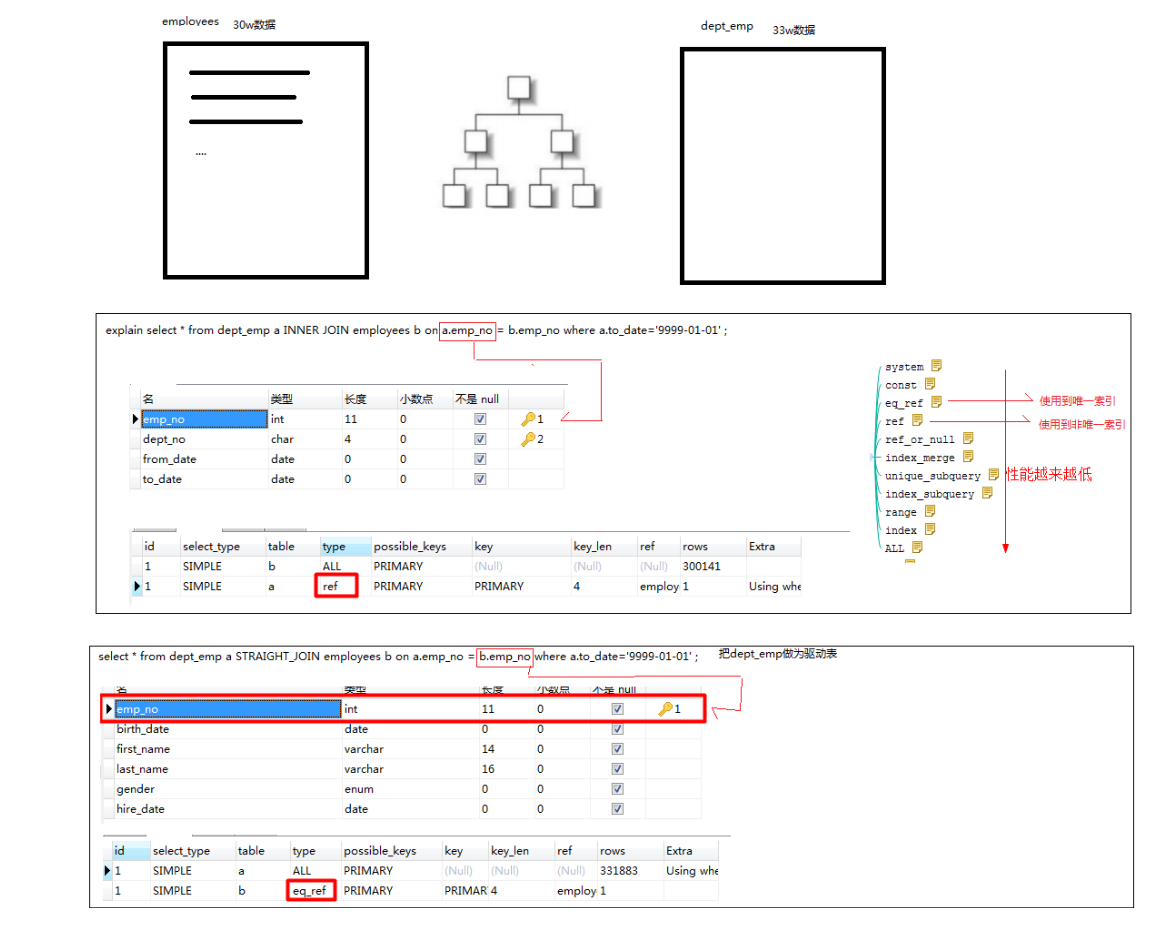 employees 30w数据
dept_emp 33w数据
....
explain select * from dept_emp a INNER JOIN employees b on a.emp_no = b.emp_no where a.to_date='9999-01-01' ;
名 类型 长度 小数点 不是 null
emp_no int 11 0 1
dept_no char 4 0 2
from_date date 0 0
to_date date 0 0
system
const
eq_ref 使用到唯一索引
ref 使用到非唯一索引
ref_or_null
index_merge
unique_subquery 性能越来越低
index_subquery
range
index
ALL
id select_type table type possible_keys key key_len ref rows Extra
1 SIMPLE b ALL PRIMARY (Null) (Null) (Null) 300141
1 SIMPLE a ref PRIMARY PRIMARY 4 employ 1 Using whe
select * from dept_emp a STRAIGHT_JOIN employees b on a.emp_no = b.emp_no where a.to_date='9999-01-01' ; 把dept_emp做为驱动表
名 类型 长度 小数点 不是 null
emp_no int 11 0 1
birth_date date 0 0
first_name varchar 14 0
last_name varchar 16 0
gender enum 0 0
hire_date date 0 0
id select_type table type possible_keys key key_len ref rows Extra
1 SIMPLE a ALL PRIMARY (Null) (Null) (Null) 331883 Using whe
1 SIMPLE b eq_ref PRIMARY PRIMAR 4 employ 1